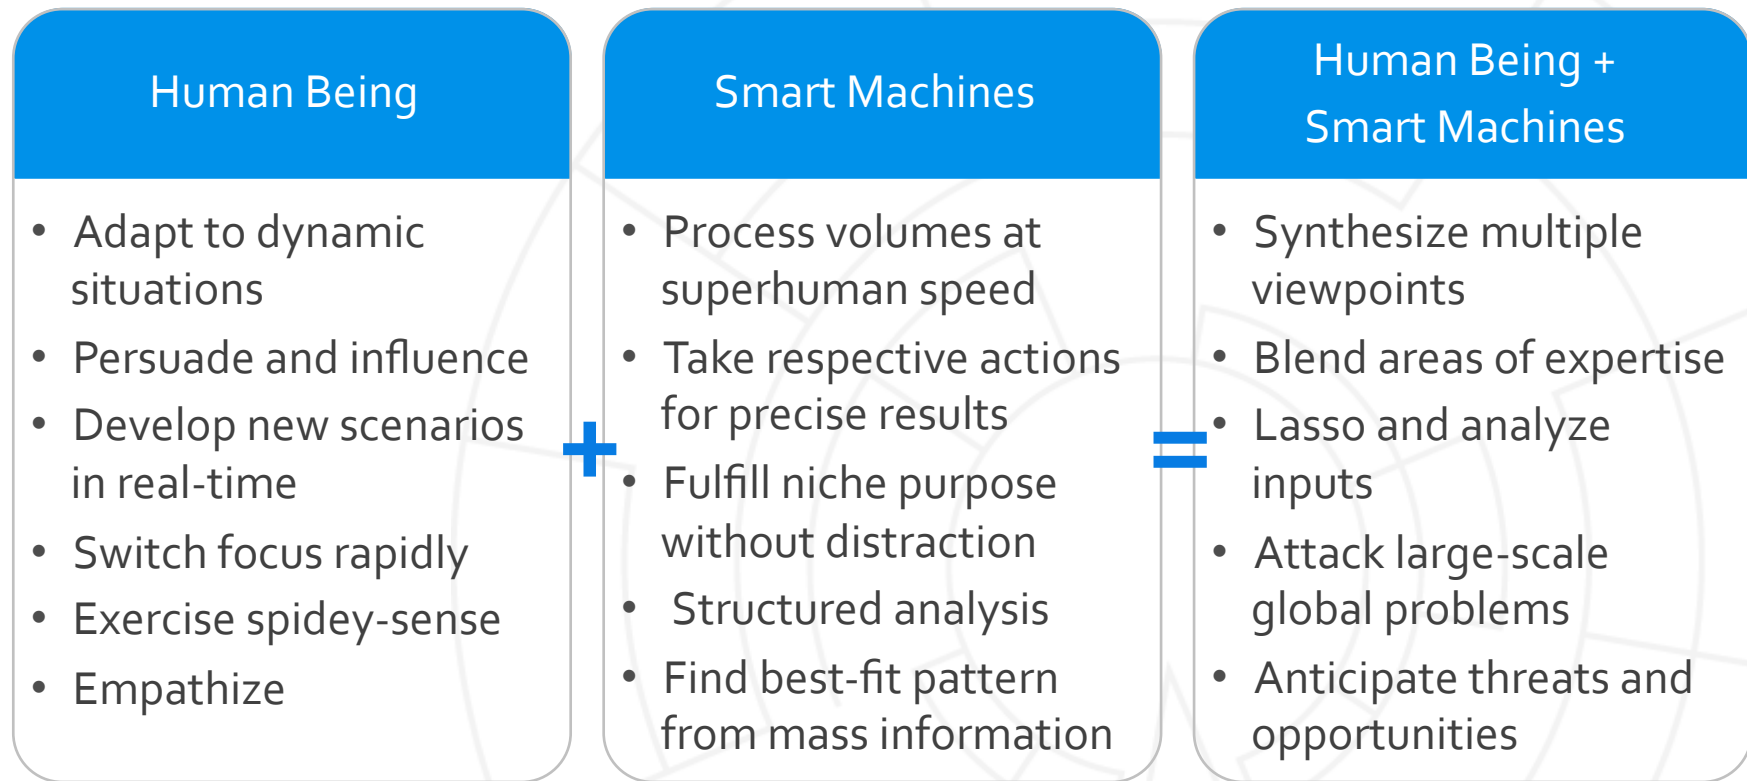 Human Being
• Adapt to dynamic
situations
• Persuade and influence
• Develop new scenarios
in real-time
• Switch focus rapidly
• Exercise spidey-sense
• Empathize
+
Smart Machines
• Process volumes at
superhuman speed
• Take respective actions
for precise results
• Fulfill niche purpose
without distraction
• Structured analysis
• Find best-fit pattern
from mass information
=
Human Being +
Smart Machines
• Synthesize multiple
viewpoints
• Blend areas of expertise
• Lasso and analyze
inputs
• Attack large-scale
global problems
• Anticipate threats and
opportunities